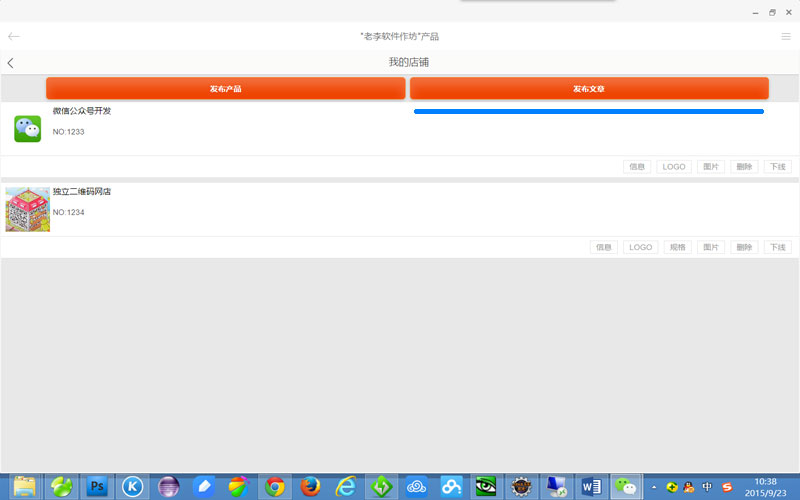 "老李软件作坊"产品
我的店铺
发布产品 发布文章
微信公众号开发
NO:1233
信息 LOGO 图片 删除 下线
独立二维码网店
NO:1234
信息 LOGO 规格 图片 删除 下线
Ps K W 中 S 10:38
2015/9/23